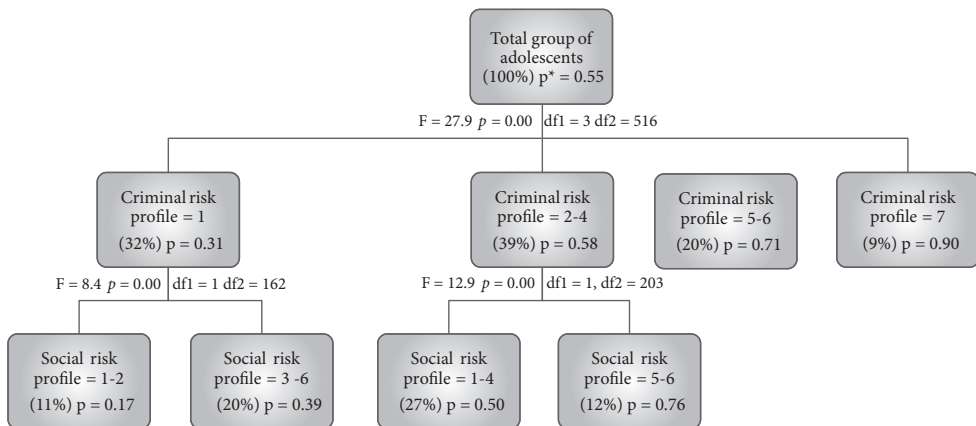 Total group of
adolescents
(100%) p* = 0.55
F = 27.9 p = 0.00 df1 = 3 df2 = 516
Criminal risk
profile = 1
(32%) p = 0.31
Criminal risk
profile = 2-4
(39%) p = 0.58
Criminal risk
profile = 5-6
(20%) p = 0.71
Criminal risk
profile = 7
(9%) p = 0.90
F = 8.4 p = 0.00 df1 = 1 df2 = 162
F = 12.9 p = 0.00 df1 = 1, df2 = 203
Social risk
profile = 1-2
(11%) p = 0.17
Social risk
profile = 3 -6
(20%) p = 0.39
Social risk
profile = 1-4
(27%) p = 0.50
Social risk
profile = 5-6
(12%) p = 0.76